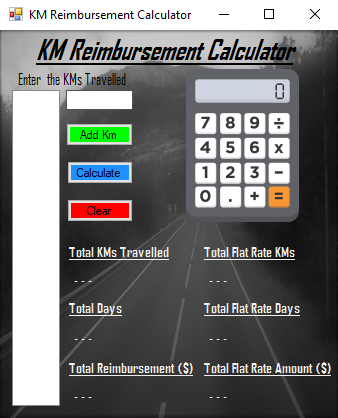 KM Reimbursement Calculator
KM Reimbursement Calculator
Enter the KMs Travelled
0
7 8 9 ÷
4 5 6 x
1 2 3 −
0 . + =
Add Km
Calculate
Clear
Total KMs Travelled Total Flat Rate KMs
--- ---
Total Days Total Flat Rate Days
--- ---
Total Reimbursement ($) Total Flat Rate Amount ($)
--- ---